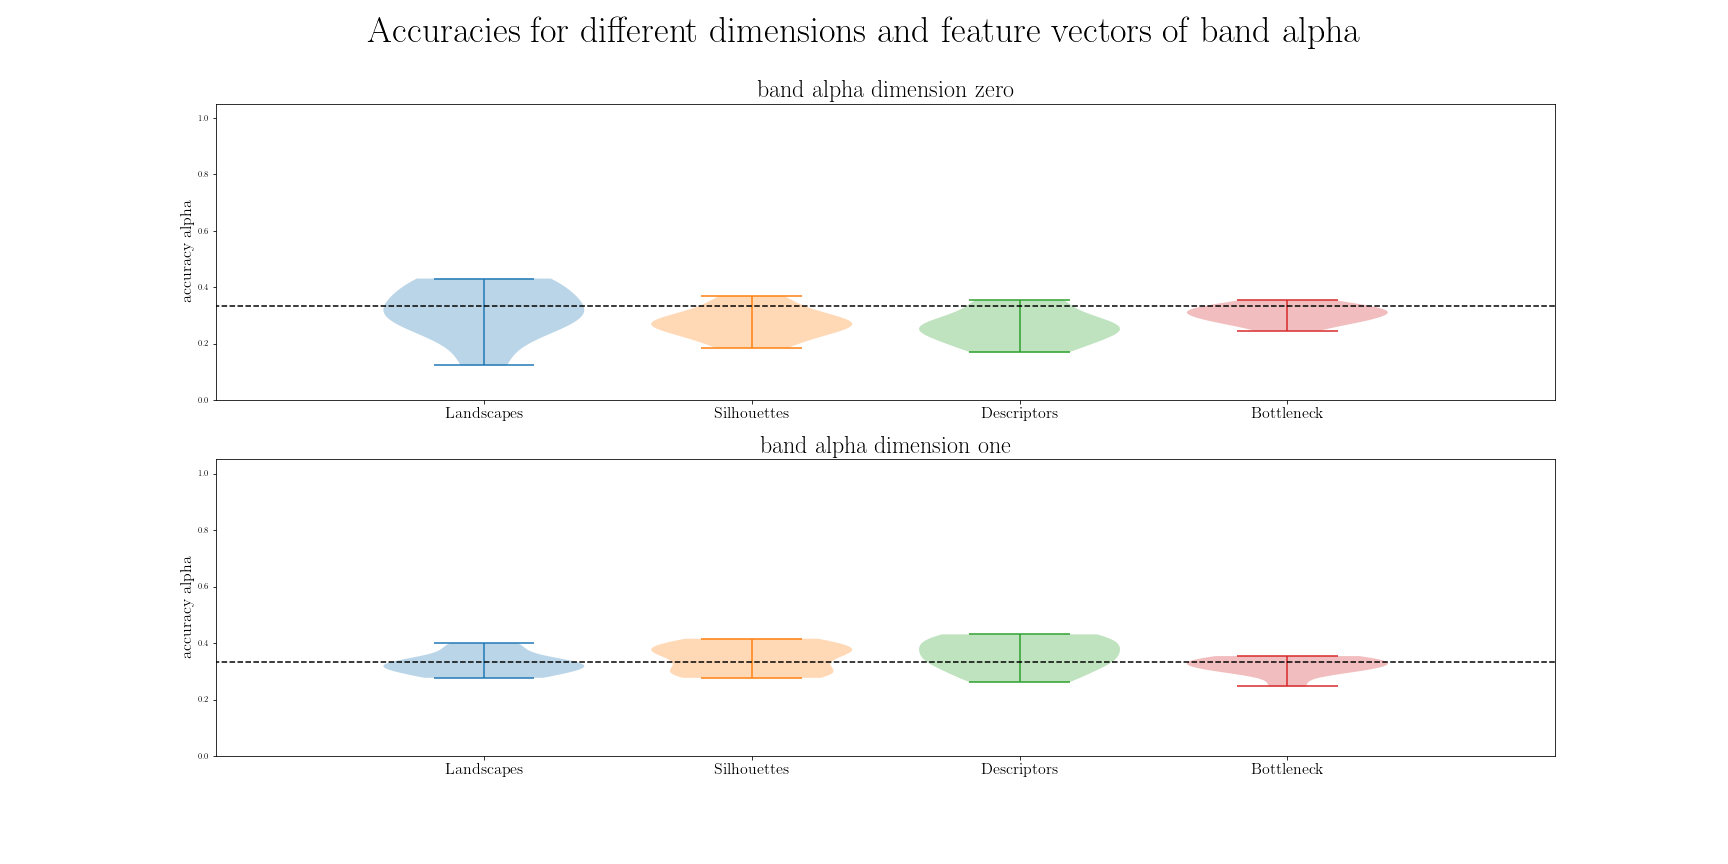 Accuracies for different dimensions and feature vectors of band alpha
band alpha dimension zero
accuracy alpha
1.0
0.8
0.6
0.4
0.2
0.0
Landscapes Silhouettes Descriptors Bottleneck
band alpha dimension one
accuracy alpha
1.0
0.8
0.6
0.4
0.2
0.0
Landscapes Silhouettes Descriptors Bottleneck